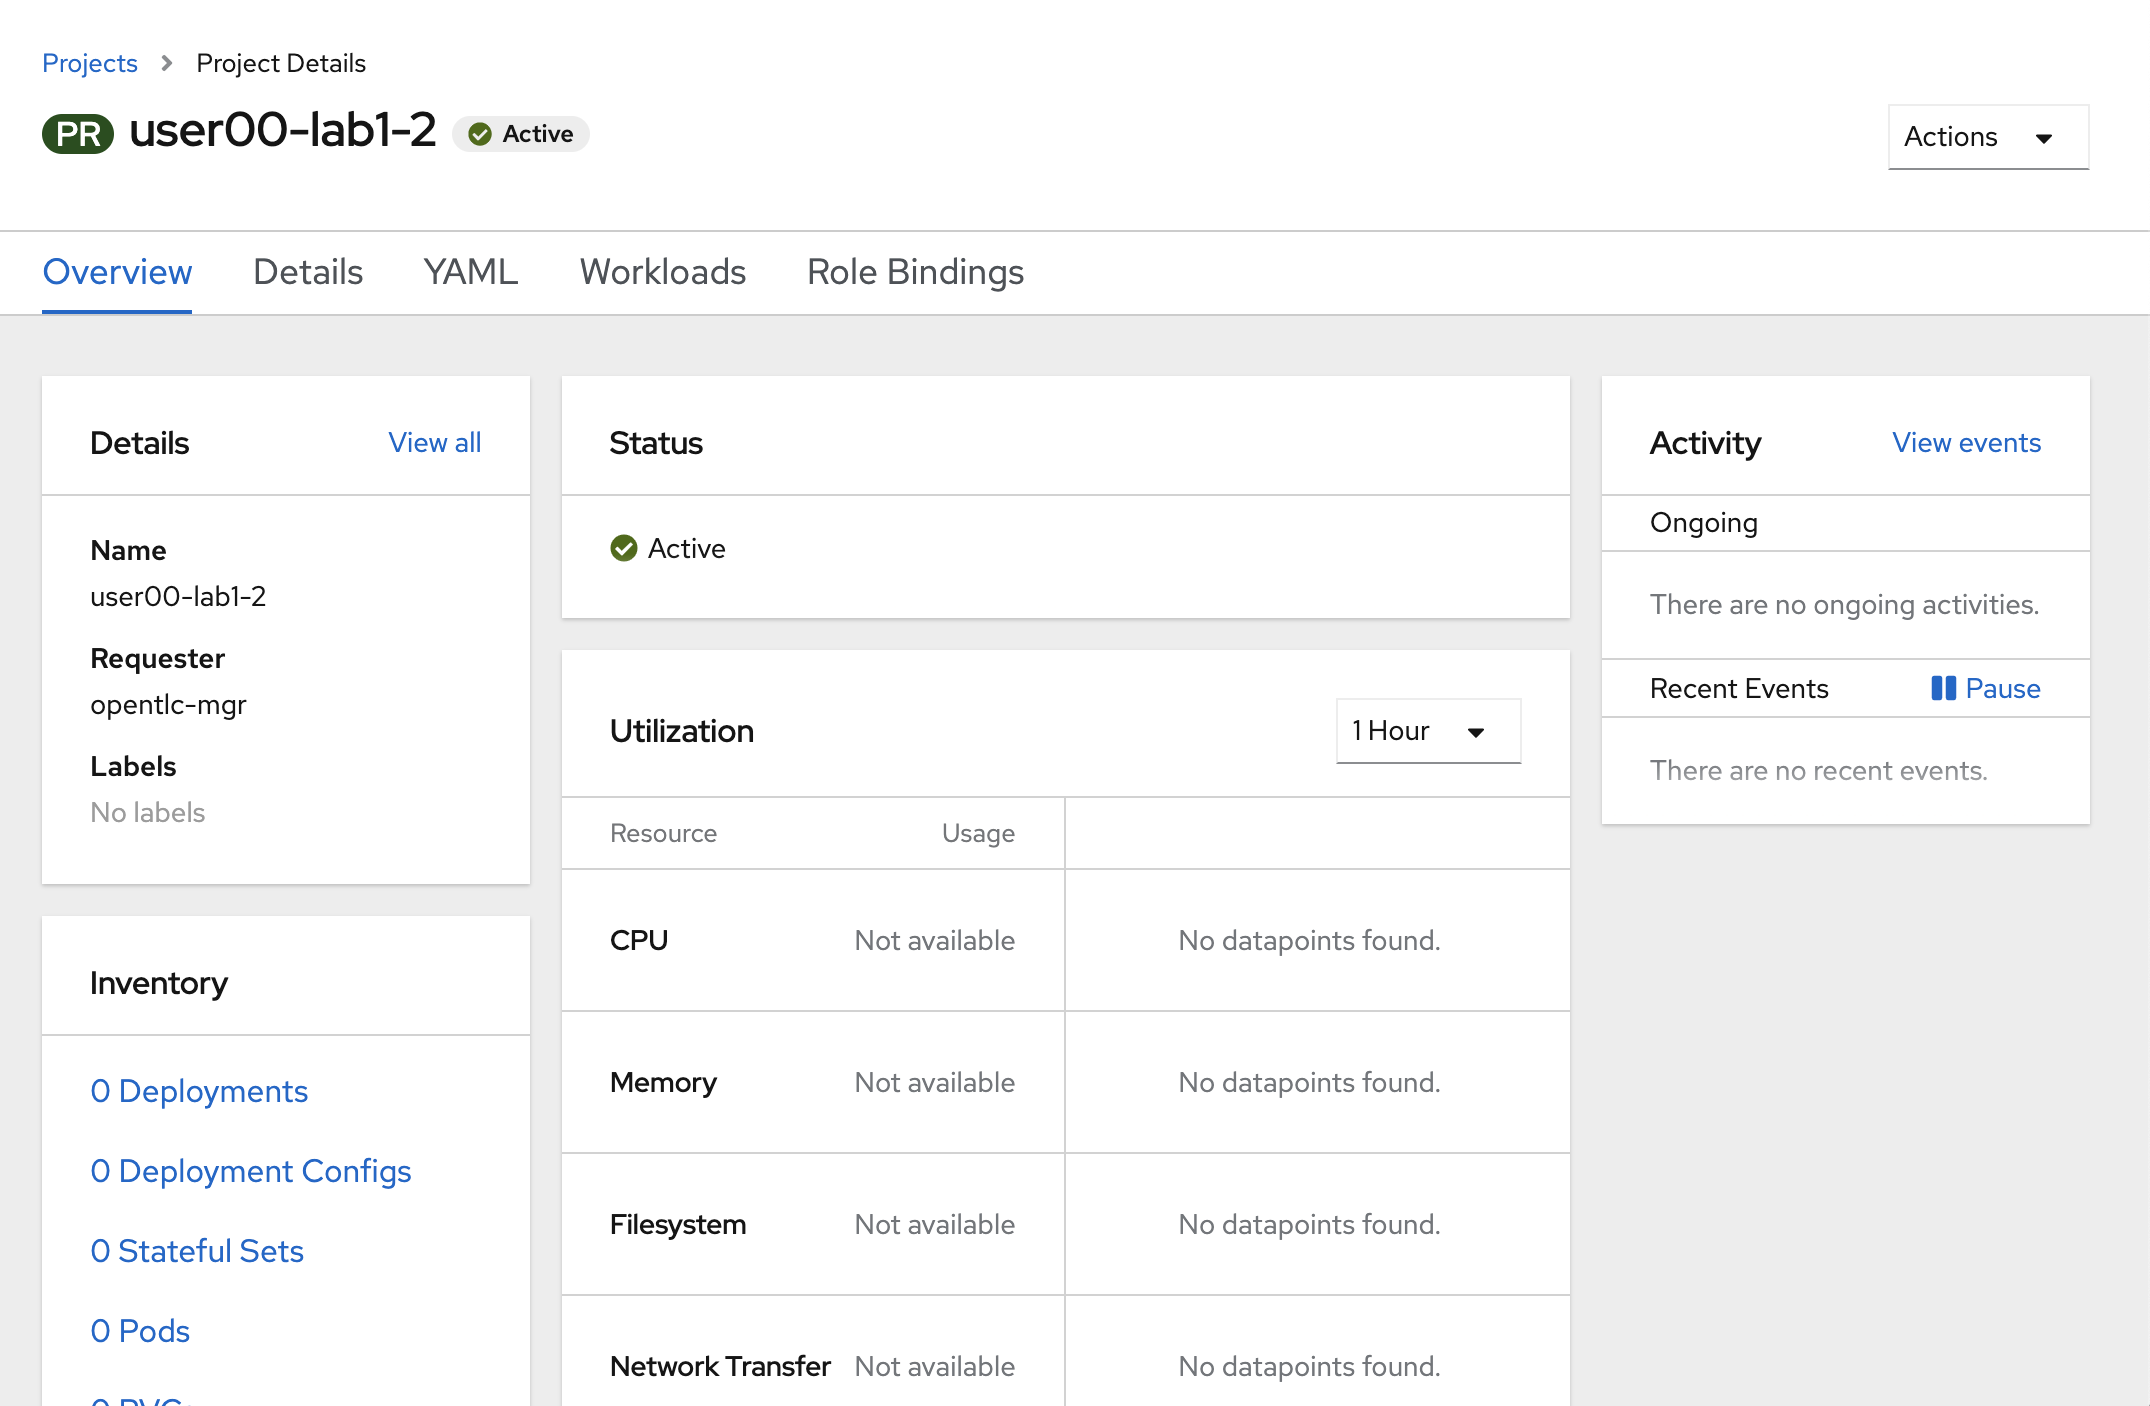 Projects > Project Details
PR user00-lab1-2 Active
Actions
Overview Details YAML Workloads Role Bindings
Details View all
Name
user00-lab1-2
Requester
opentlc-mgr
Labels
No labels
Inventory
0 Deployments
0 Deployment Configs
0 Stateful Sets
0 Pods
Status
Active
Utilization 1 Hour
Resource Usage
CPU Not available No datapoints found.
Memory Not available No datapoints found.
Filesystem Not available No datapoints found.
Network Transfer Not available No datapoints found.
Activity View events
Ongoing
There are no ongoing activities.
Recent Events Pause
There are no recent events.